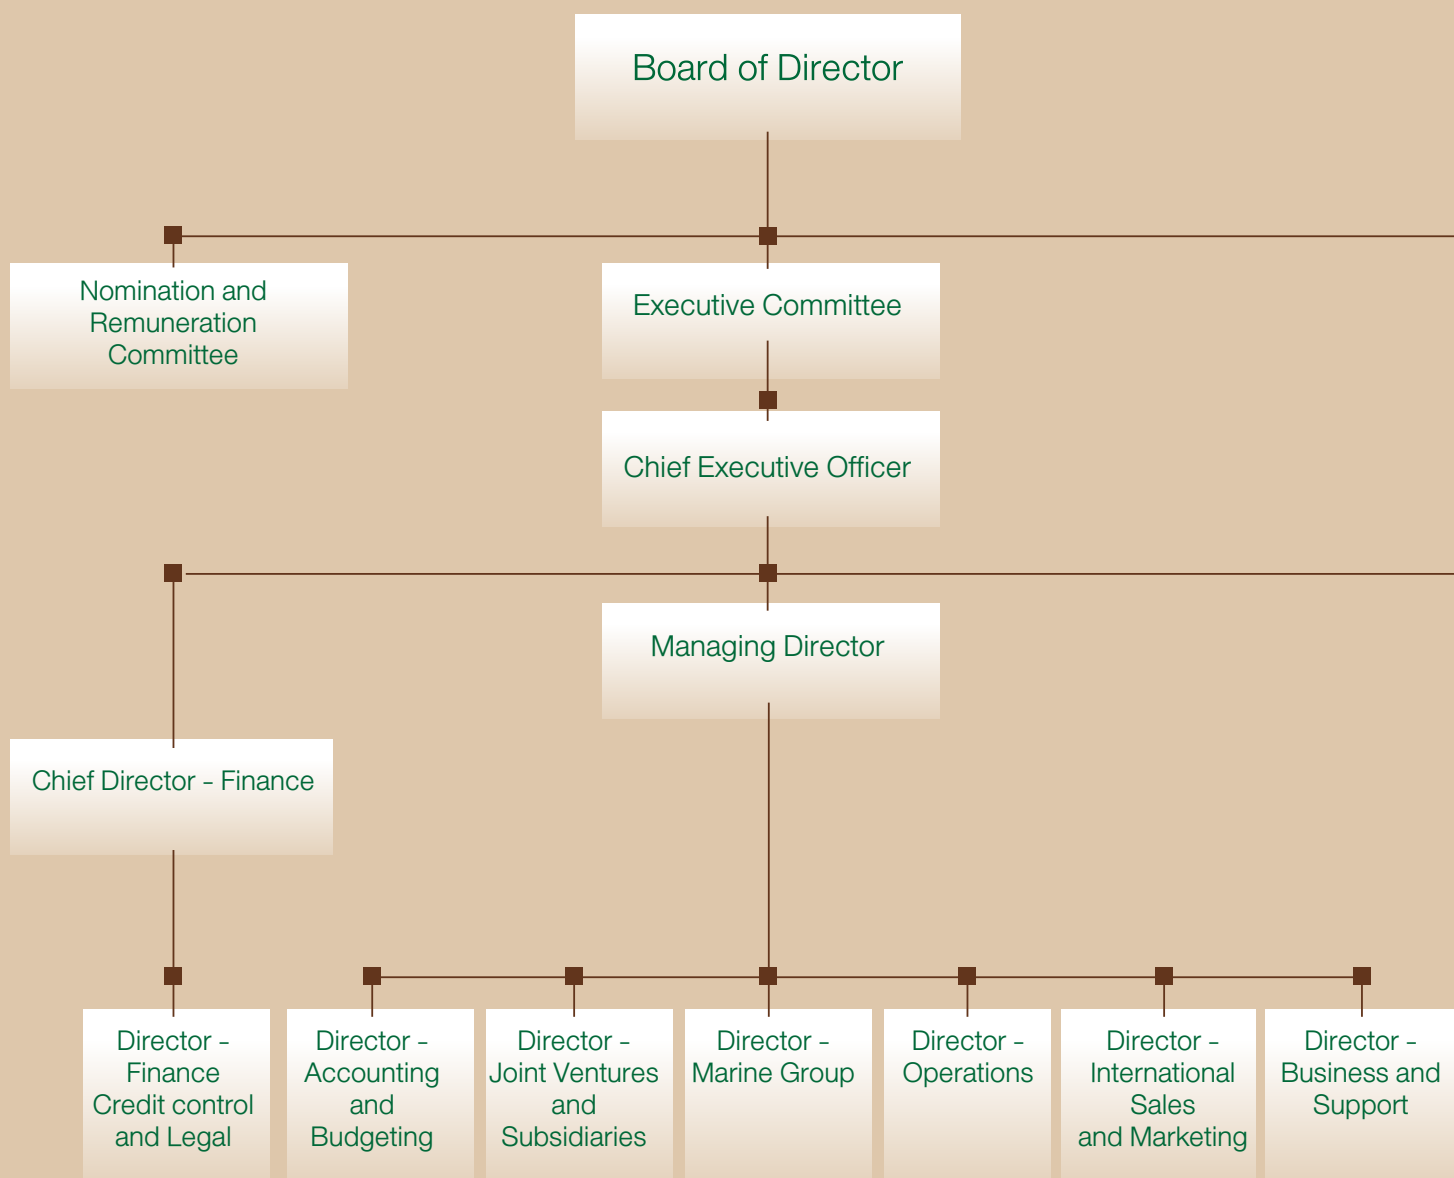 Board of Director
Nomination and
Remuneration
Committee
Executive Committee
Chief Executive Officer
Managing Director
Chief Director - Finance
Director -
Finance
Credit control
and Legal
Director -
Accounting
and
Budgeting
Director -
Joint Ventures
and
Subsidiaries
Director -
Marine Group
Director -
Operations
Director -
International
Sales
and Marketing
Director -
Business and
Support